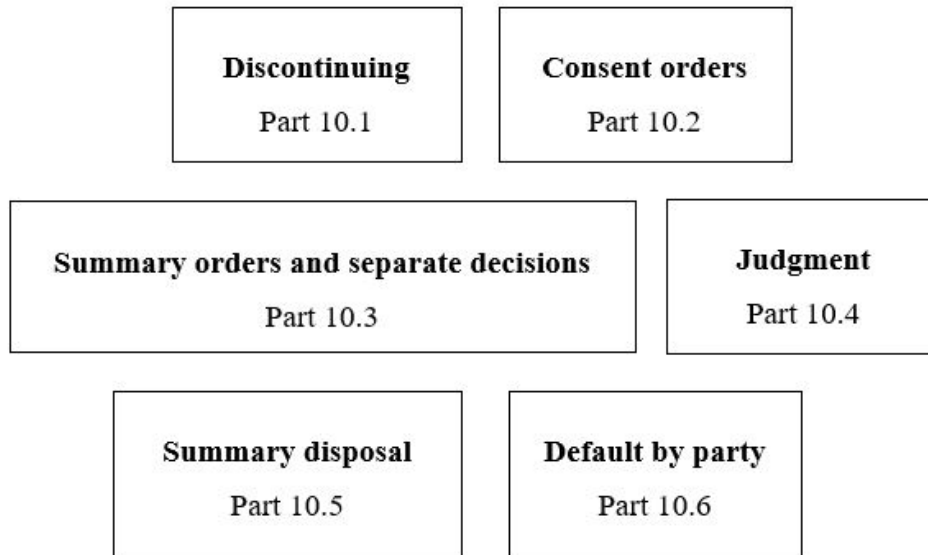 Discontinuing
Part 10.1
Consent orders
Part 10.2
Summary orders and separate decisions
Part 10.3
Judgment
Part 10.4
Summary disposal
Part 10.5
Default by party
Part 10.6